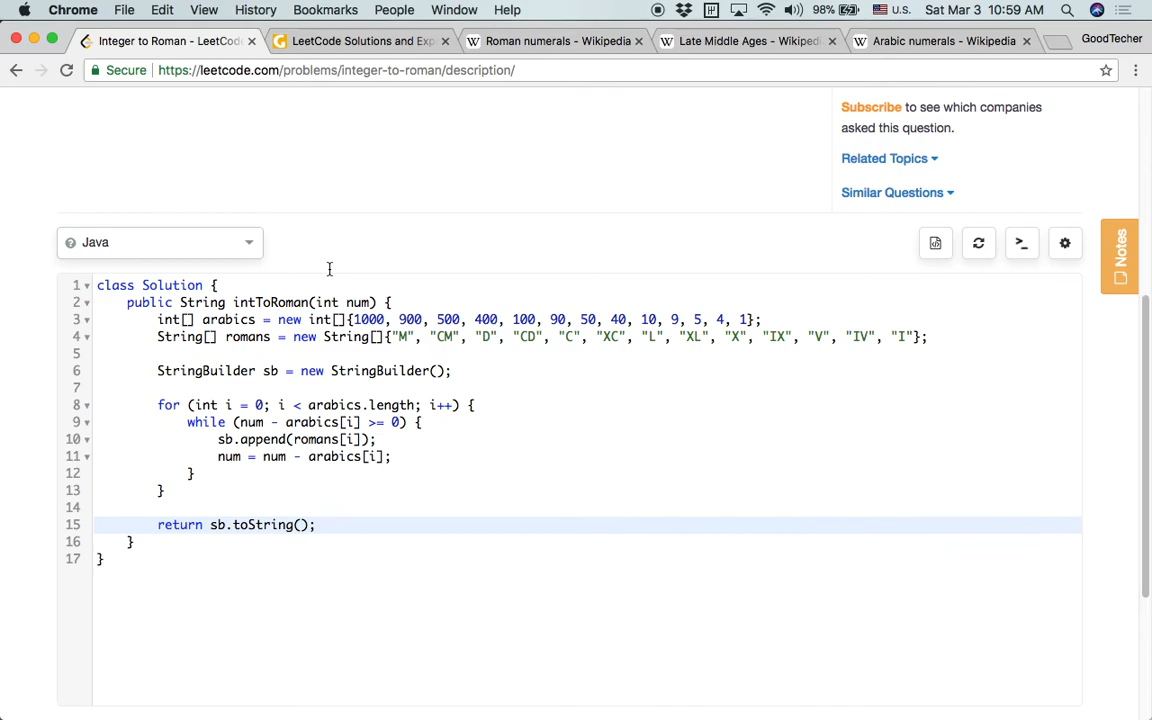 Chrome File Edit View History Bookmarks People Window Help 98% U.S. Sat Mar 3 10:59 AM
Integer to Roman - LeetCode LeetCode Solutions and Exp Roman numerals - Wikipedia Late Middle Ages - Wikiped Arabic numerals - Wikipedia GoodTecher
Secure https://leetcode.com/problems/integer-to-roman/description/
Subscribe to see which companies
asked this question.
Related Topics
Similar Questions
Notes
Java
1 class Solution {
2 public String intToRoman(int num) {
3 int[] arabics = new int[]{1000, 900, 500, 400, 100, 90, 50, 40, 10, 9, 5, 4, 1};
4 String[] romans = new String[]{"M", "CM", "D", "CD", "C", "XC", "L", "XL", "X", "IX", "V", "IV", "I"};
5
6 StringBuilder sb = new StringBuilder();
7
8 for (int i = 0; i < arabics.length; i++) {
9 while (num - arabics[i] >= 0) {
10 sb.append(romans[i]);
11 num = num - arabics[i];
12 }
13 }
14
15 return sb.toString();
16 }
17 }